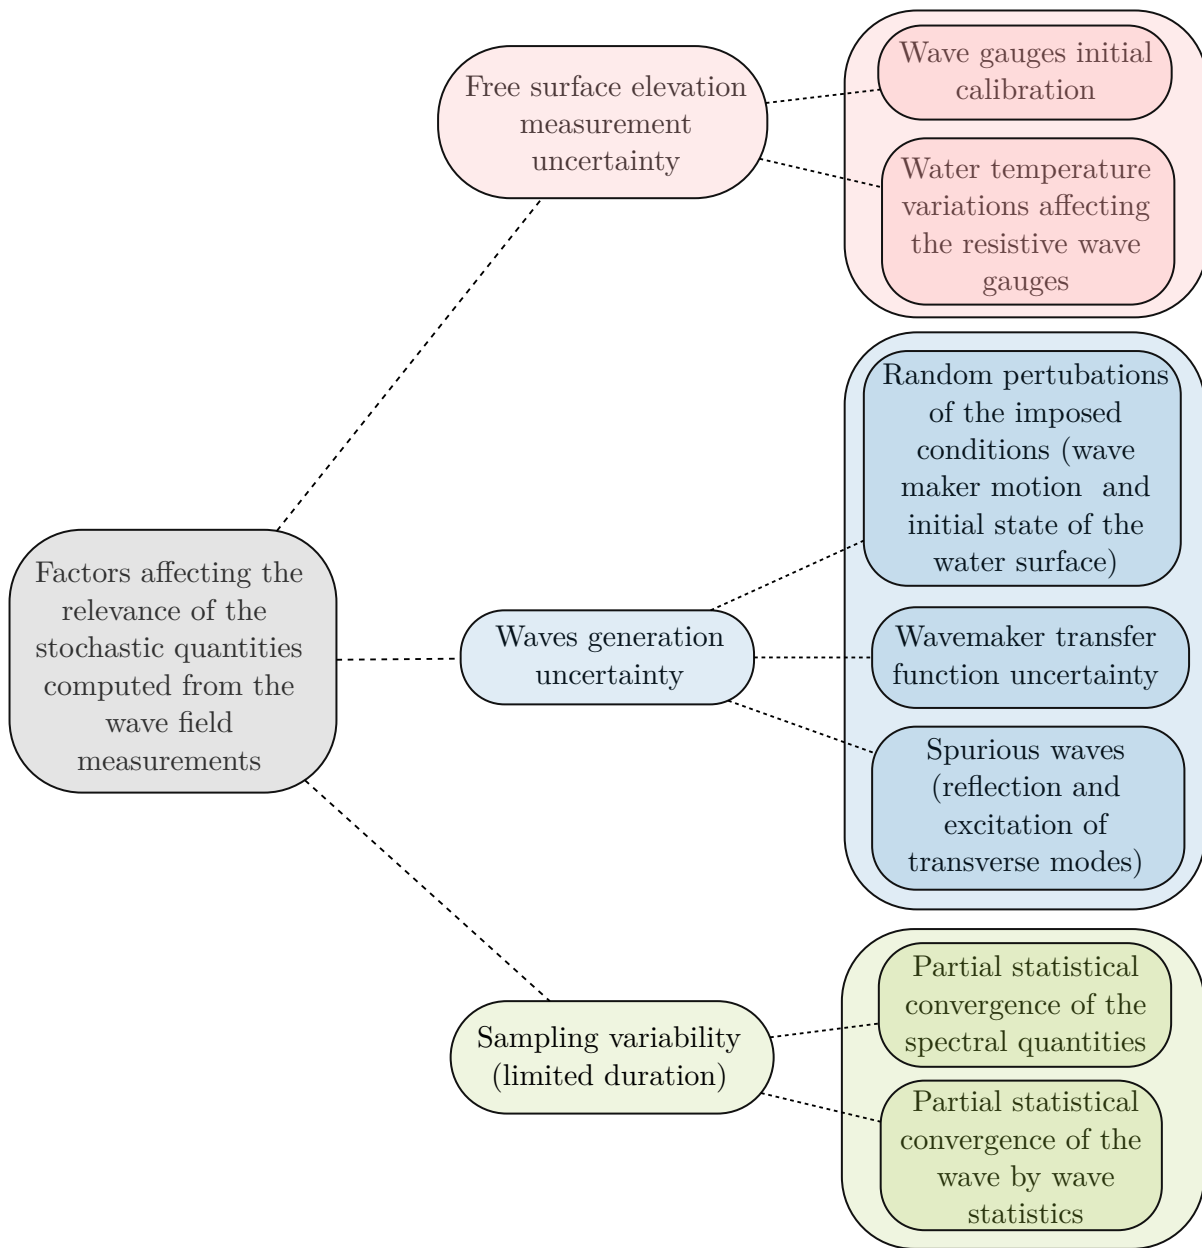 Factors affecting the
relevance of the
stochastic quantities
computed from the
wave field
measurements
Free surface elevation
measurement
uncertainty
Wave gauges initial
calibration
Water temperature
variations affecting
the resistive wave
gauges
Waves generation
uncertainty
Random pertubations
of the imposed
conditions (wave
maker motion and
initial state of the
water surface)
Wavemaker transfer
function uncertainty
Spurious waves
(reflection and
excitation of
transverse modes)
Sampling variability
(limited duration)
Partial statistical
convergence of the
spectral quantities
Partial statistical
convergence of the
wave by wave
statistics